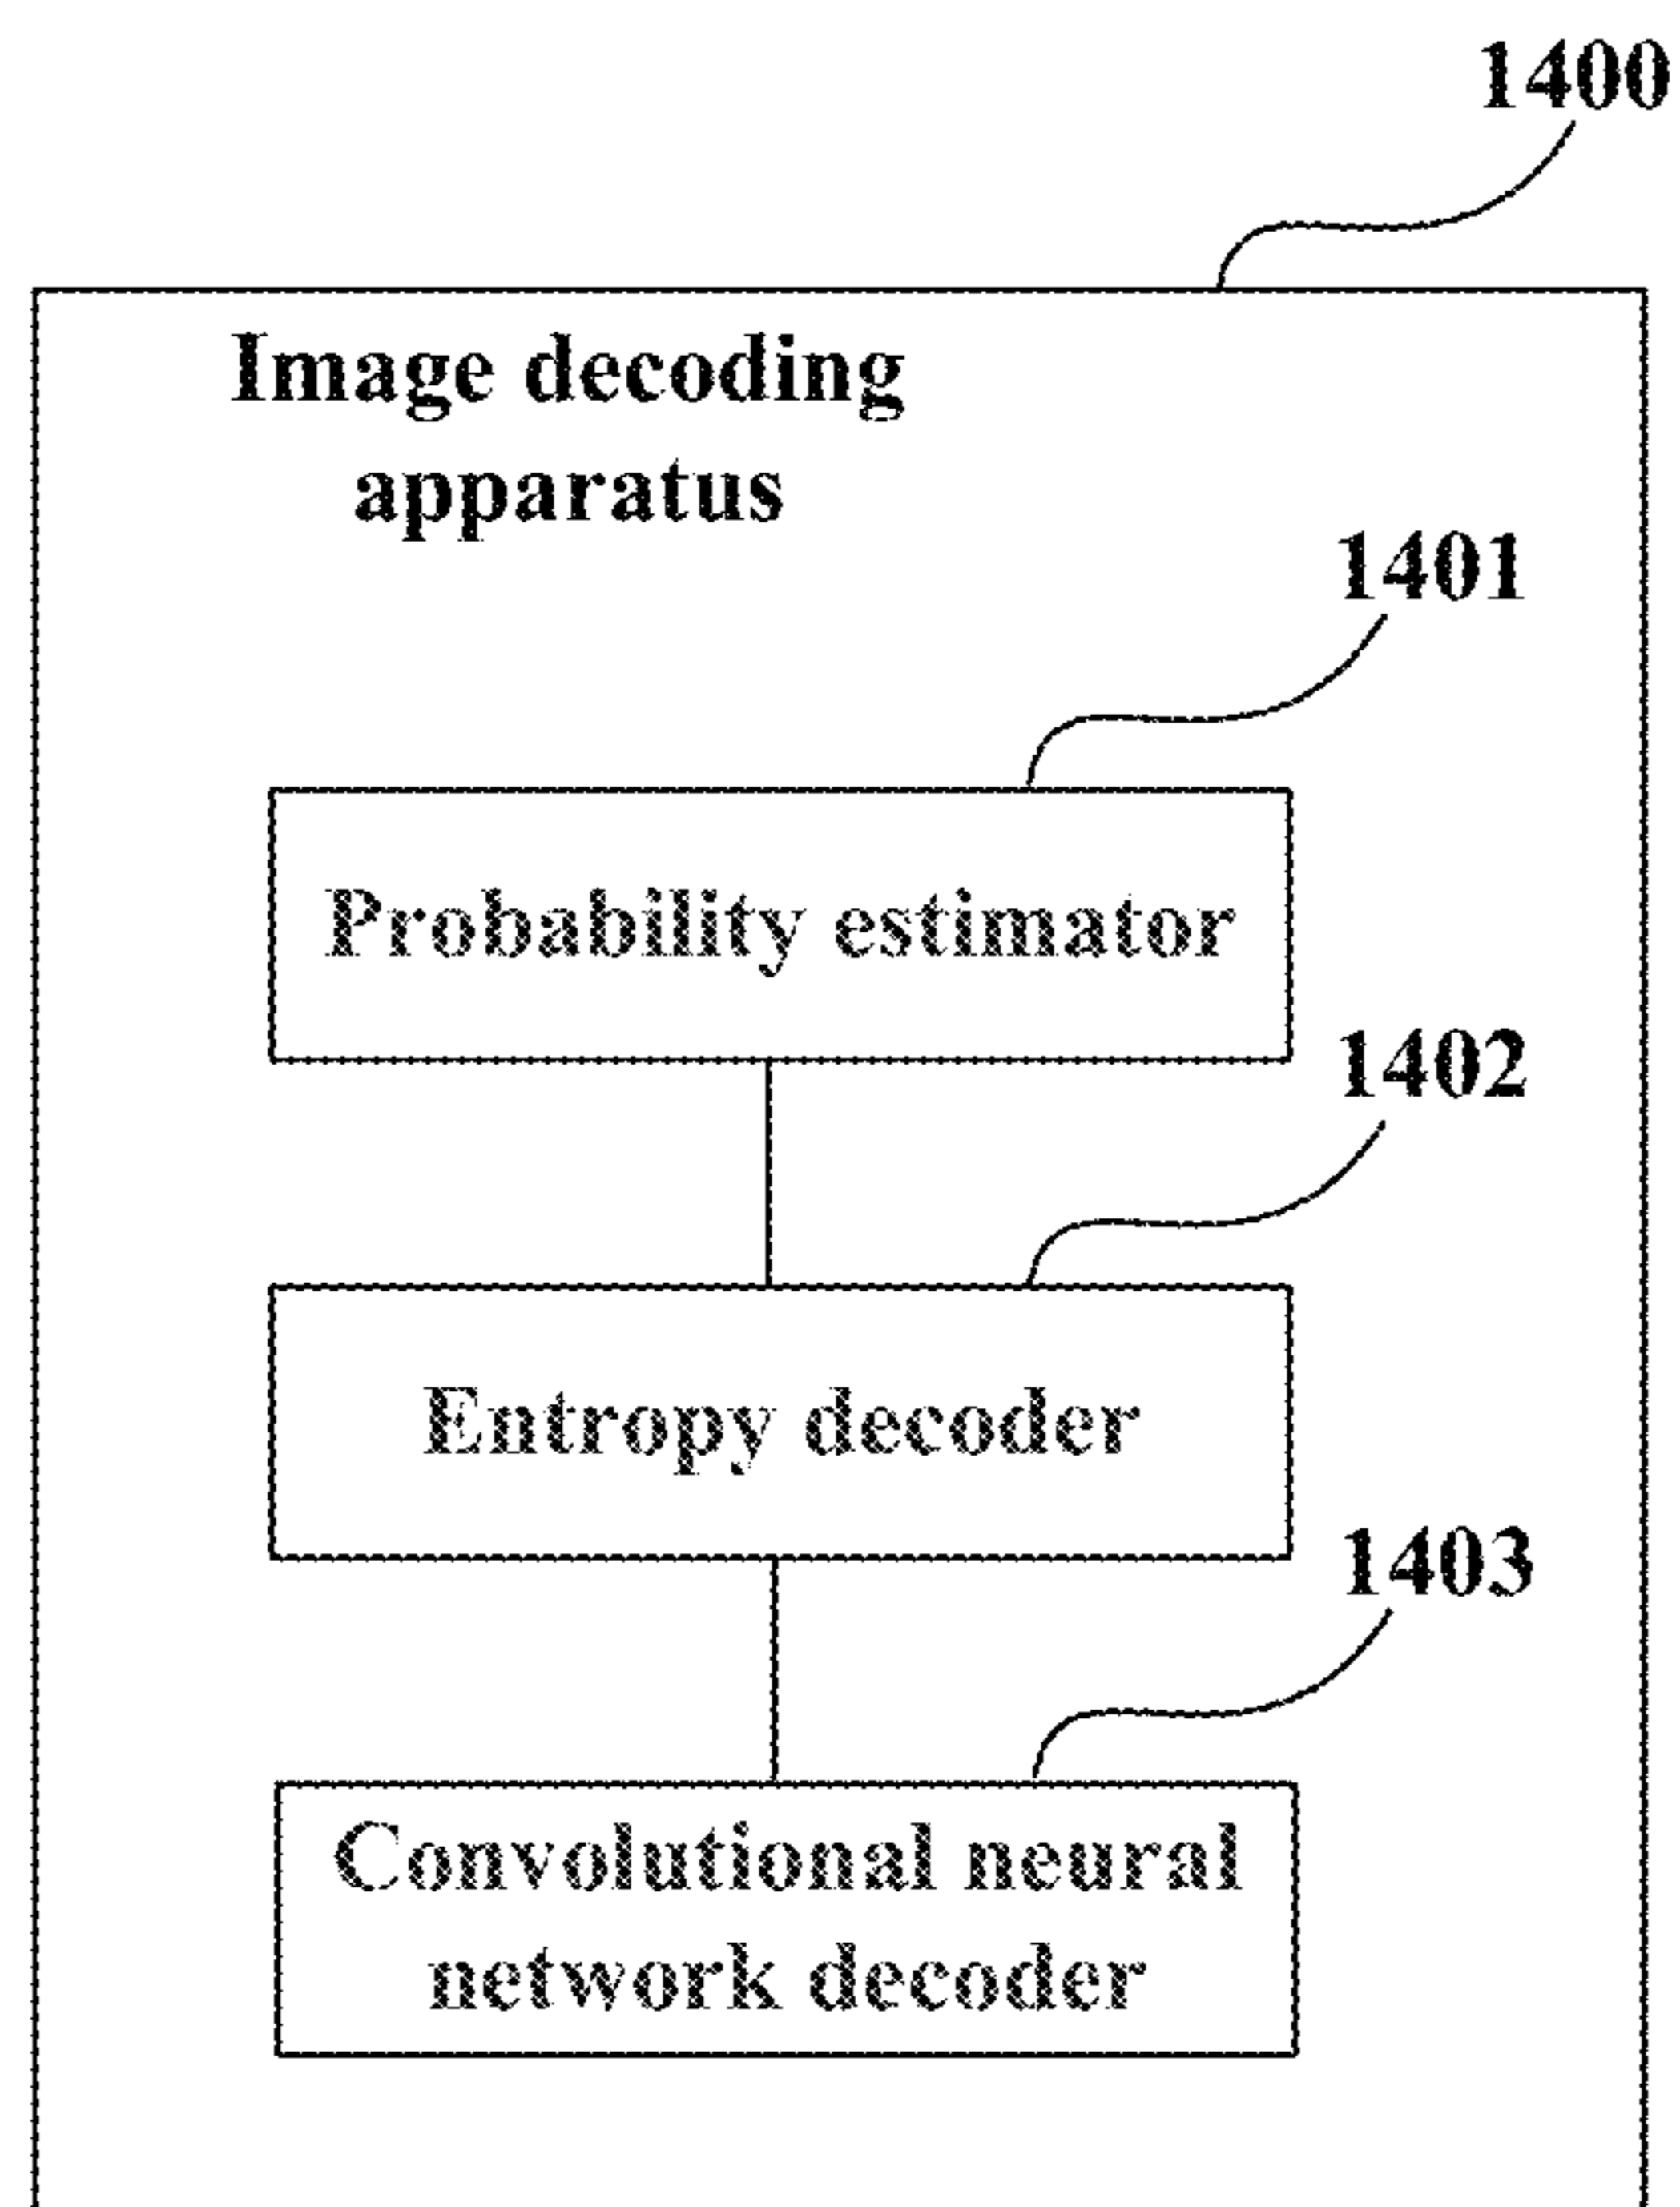 1400
Image decoding
apparatus
1401
Probability estimator
1402
Entropy decoder
1403
Convolutional neural
network decoder